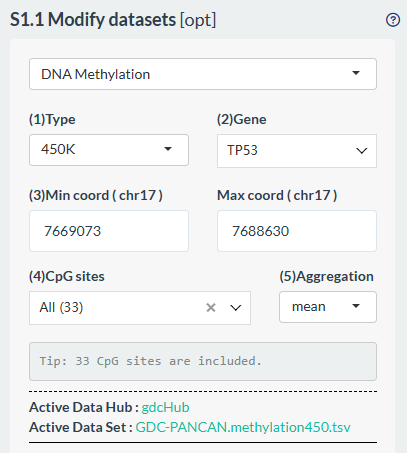 S1.1 Modify datasets [opt]
DNA Methylation
(1)Type (2)Gene
450K TP53
(3)Min coord ( chr17 ) Max coord ( chr17 )
7669073 7688630
(4)CpG sites (5)Aggregation
All (33) mean
Tip: 33 CpG sites are included.
Active Data Hub : gdcHub
Active Data Set : GDC-PANCAN.methylation450.tsv